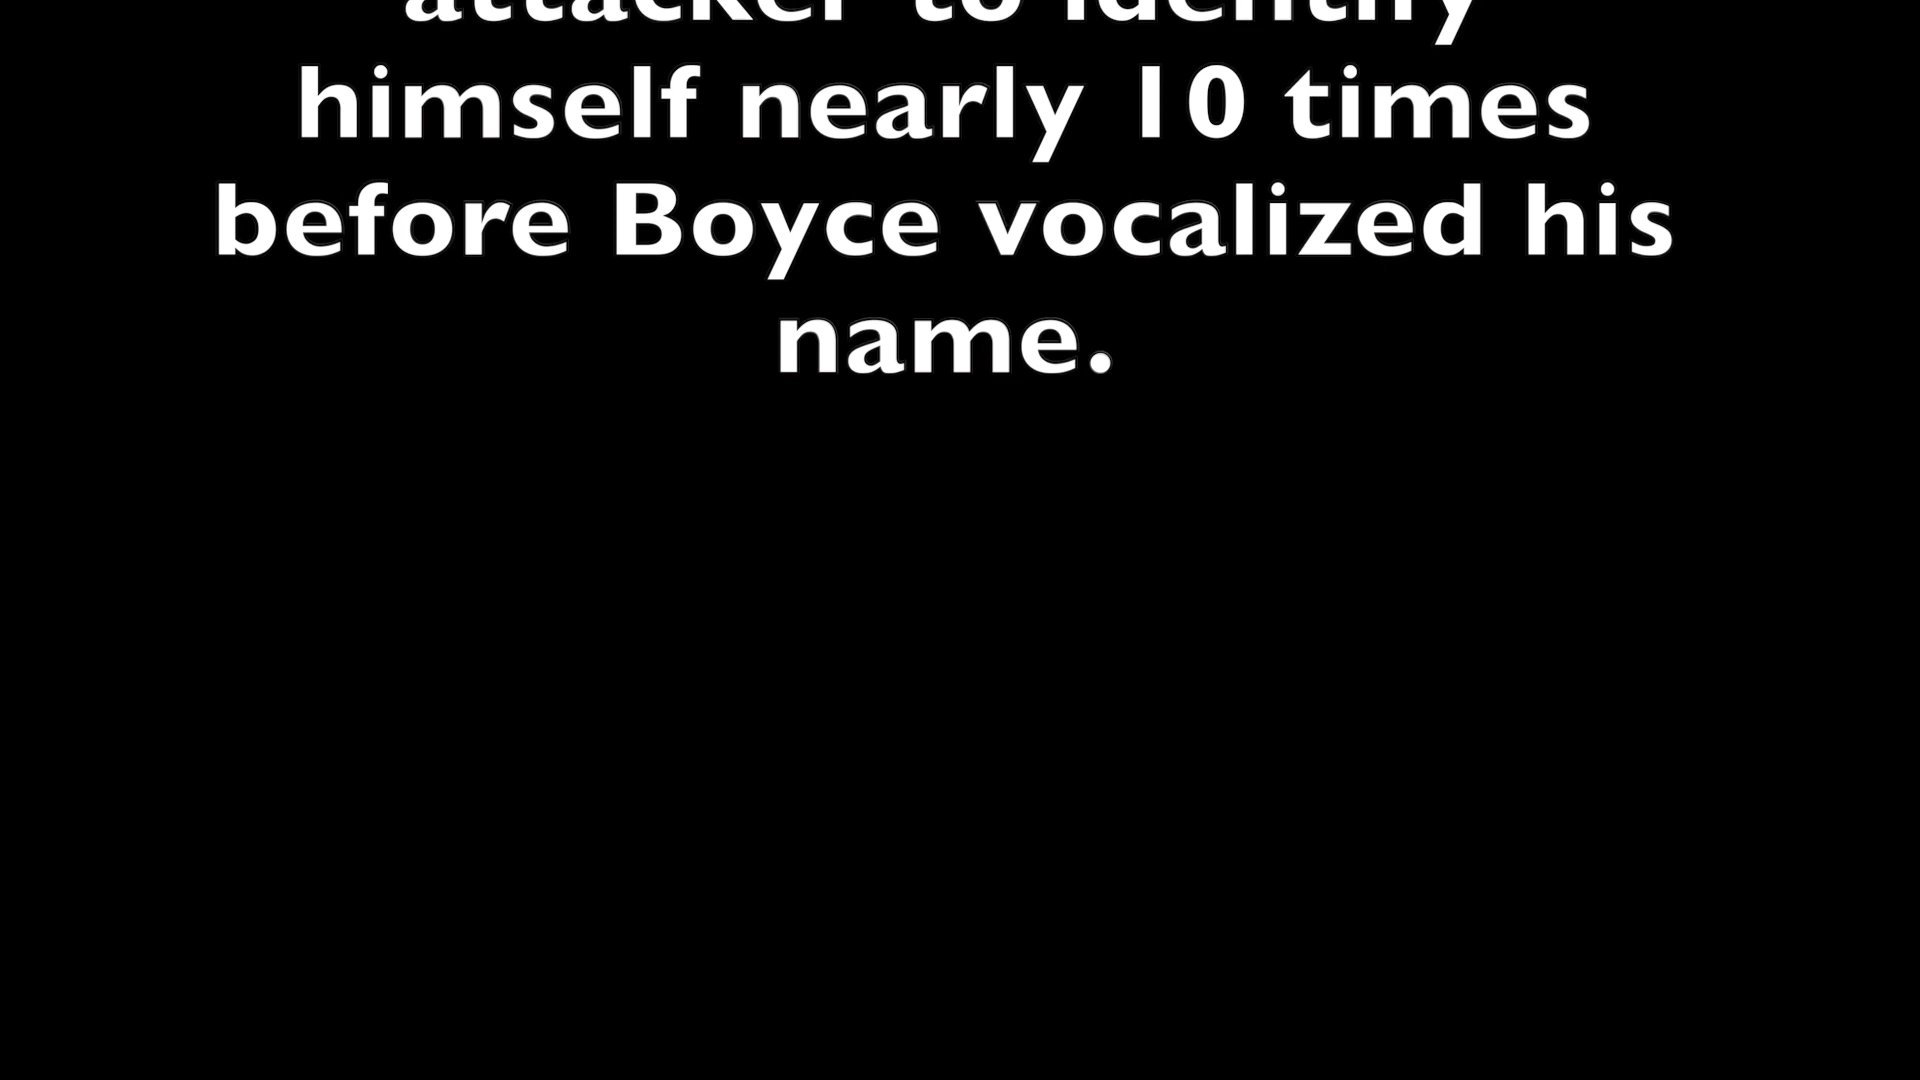 attacker to identify
himself nearly 10 times
before Boyce vocalized his
name.